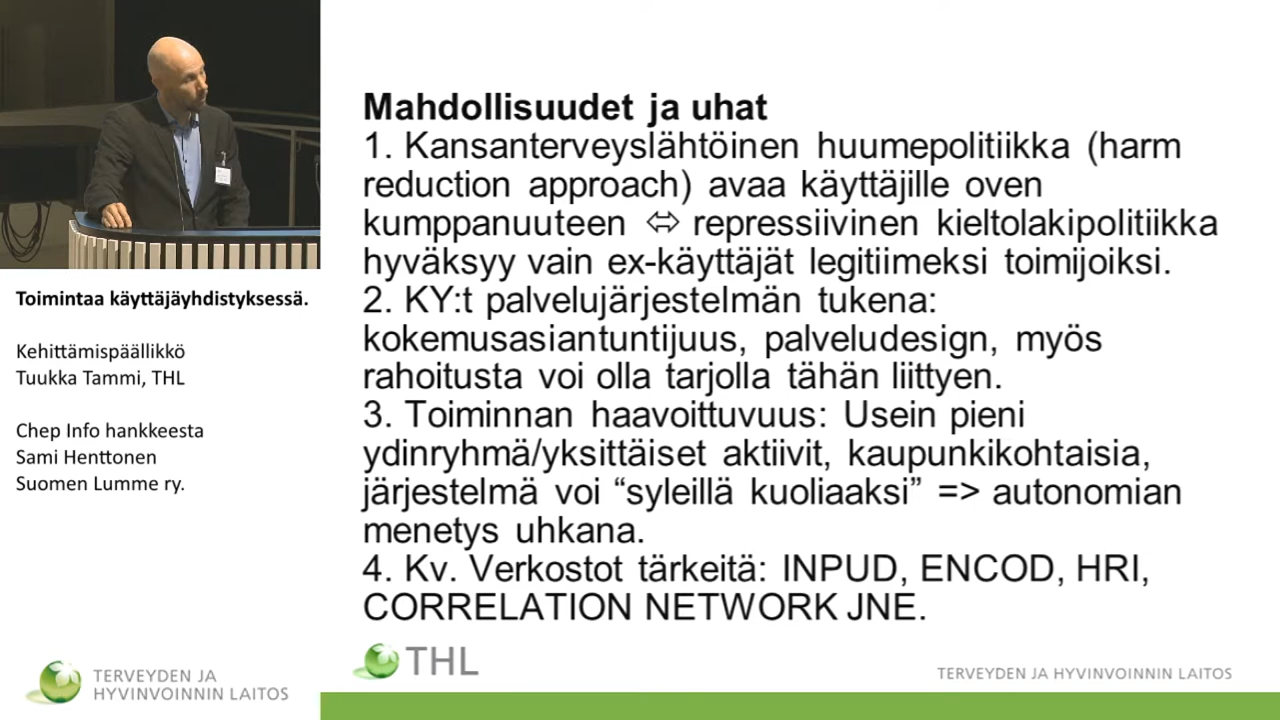 Toimintaa käyttäjäyhdistyksessä.
Kehittämispäällikkö
Tuukka Tammi, THL
Chep Info hankkeesta
Sami Henttonen
Suomen Lumme ry.
TERVEYDEN JA
HYVINVOINNIN LAITOS
Mahdollisuudet ja uhat
1. Kansanterveyslähtöinen huumepolitiikka (harm
reduction approach) avaa käyttäjille oven
kumppanuuteen ⬄ repressiivinen kieltolakipolitiikka
hyväksyy vain ex-käyttäjät legitiimeksi toimijoiksi.
2. KY:t palvelujärjestelmän tukena:
kokemusasiantuntijuus, palveludesign, myös
rahoitusta voi olla tarjolla tähän liittyen.
3. Toiminnan haavoittuvuus: Usein pieni
ydinryhmä/yksittäiset aktiivit, kaupunkikohtaisia,
järjestelmä voi “syleillä kuoliaaksi” => autonomian
menetys uhkana.
4. Kv. Verkostot tärkeitä: INPUD, ENCOD, HRI,
CORRELATION NETWORK JNE.
THL
TERVEYDEN JA HYVINVOINNIN LAITOS